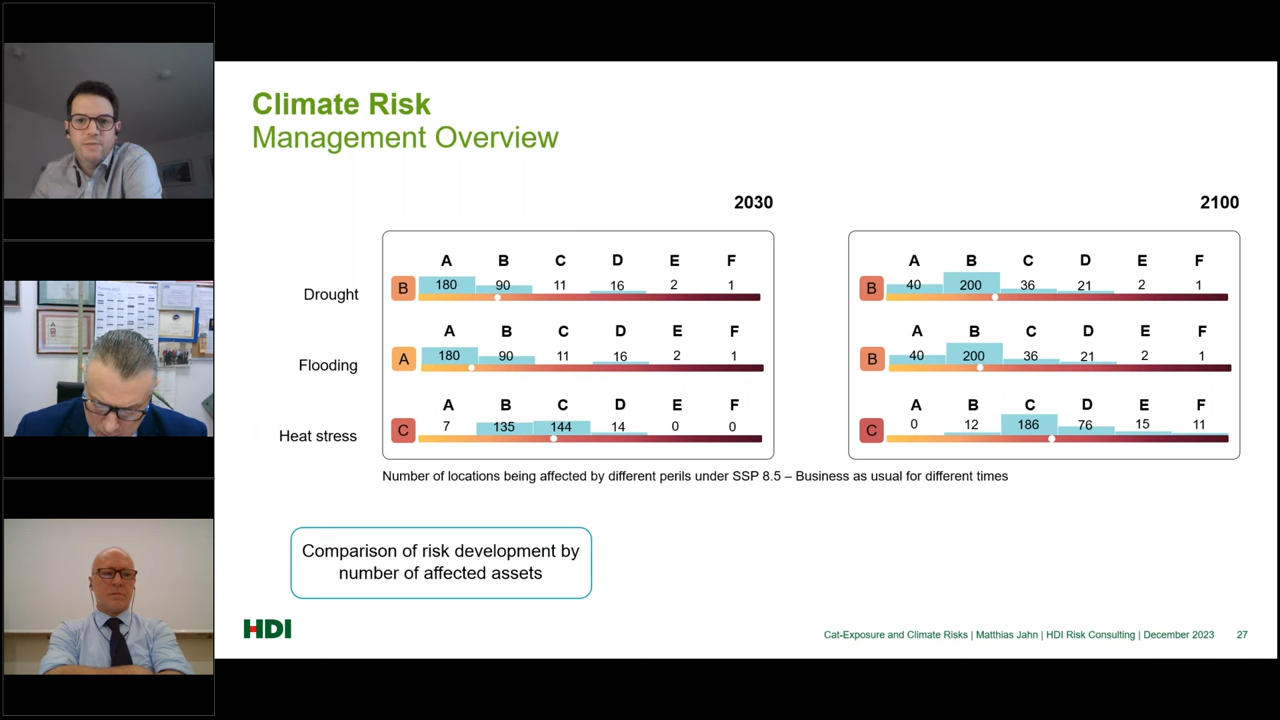 Climate Risk
Management Overview
2030
2100
A B C D E F
Drought B 180 90 11 16 2 1
A B C D E F
B 40 200 36 21 2 1
A B C D E F
Flooding A 180 90 11 16 2 1
A B C D E F
B 40 200 36 21 2 1
A B C D E F
Heat stress C 7 135 144 14 0 0
A B C D E F
C 0 12 186 76 15 11
Number of locations being affected by different perils under SSP 8.5 – Business as usual for different times
Comparison of risk development by
number of affected assets
HDI
Cat-Exposure and Climate Risks | Matthias Jahn | HDI Risk Consulting | December 2023 27